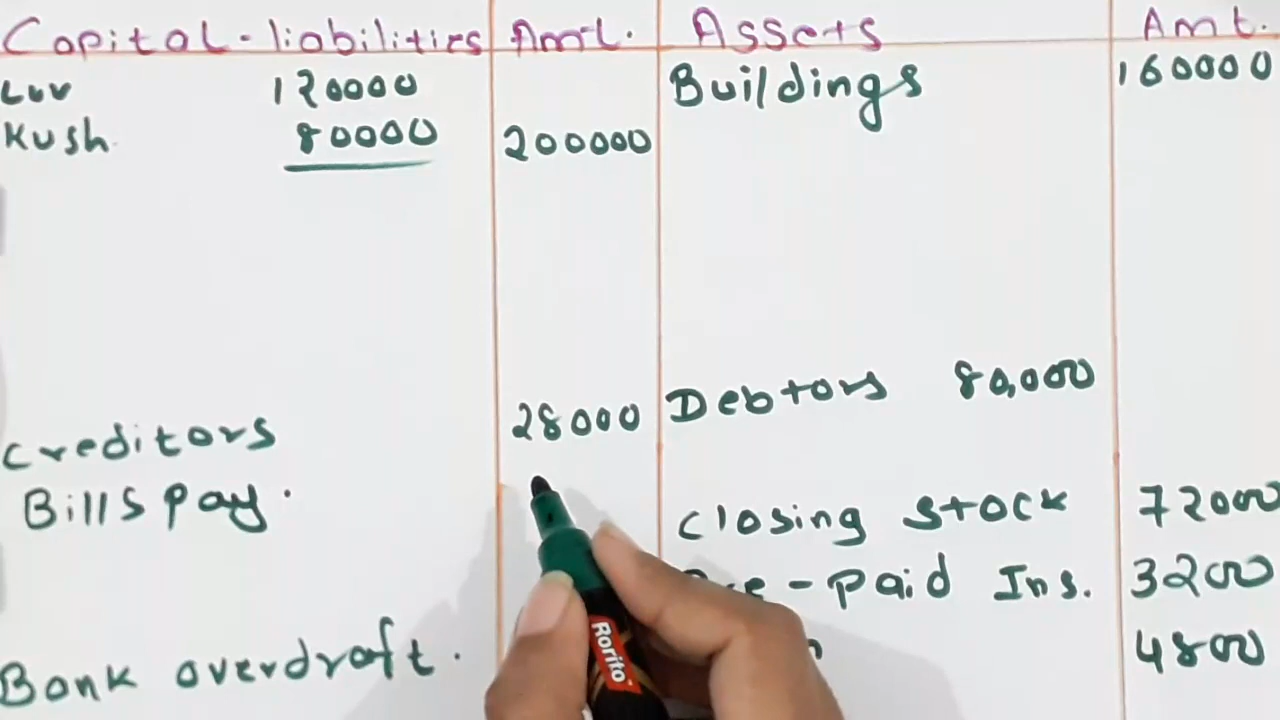 Capital-liabilities Amt. Assets Amt.
Luv 120000 Buildings 160000
Kush 80000 200000
Debtors 80,000
Creditors 28000
Bills pay.
Closing stock 72000
- paid Ins. 3200
Bank overdraft. 4800
Rorito